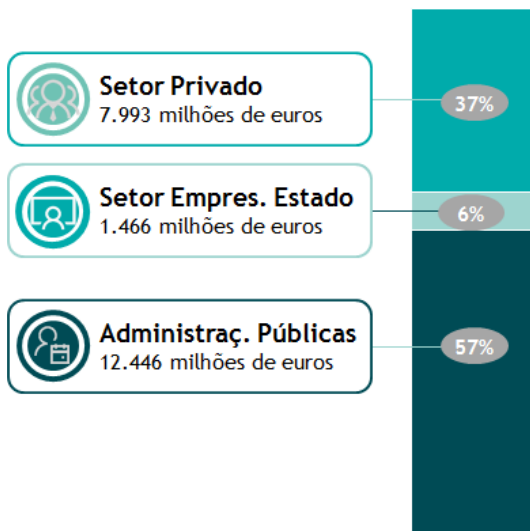 Setor Privado
7.993 milhões de euros
37%
Setor Empres. Estado
1.466 milhões de euros
6%
Administraç. Públicas
12.446 milhões de euros
57%